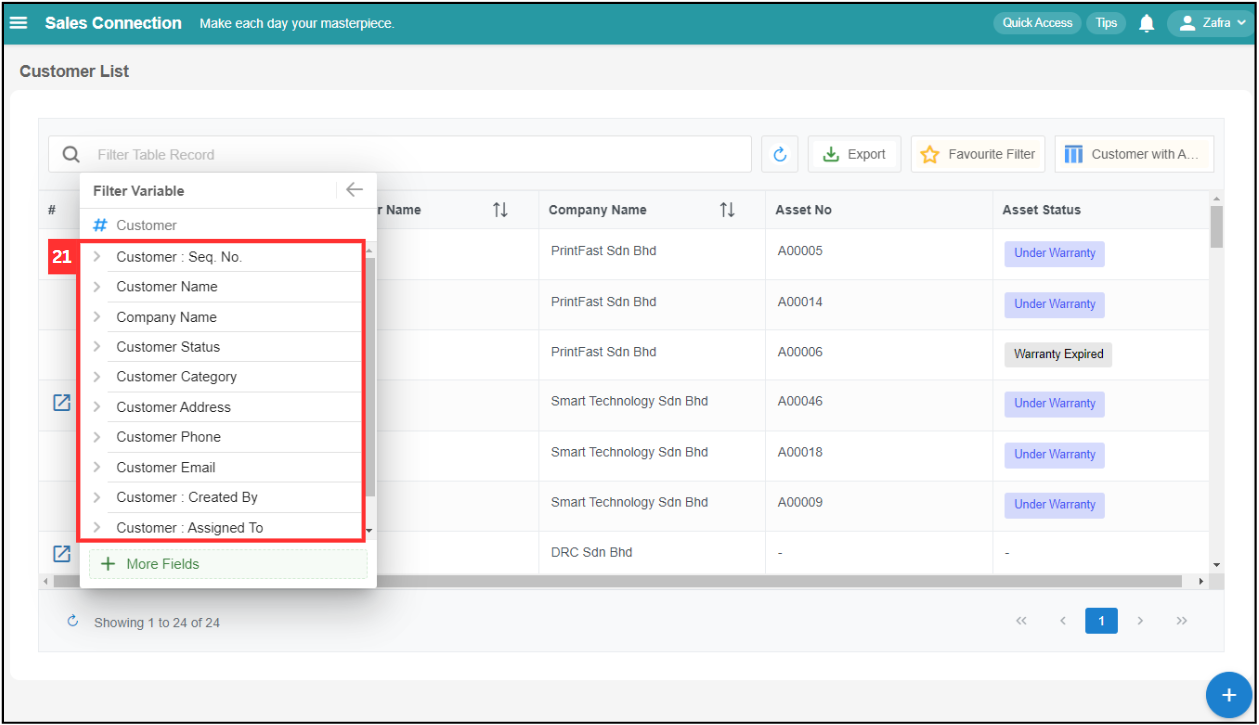 Sales Connection Make each day your masterpiece. Quick Access Tips Zafra
Customer List
Filter Table Record Export Favourite Filter Customer with A...
Filter Variable
# r Name Company Name Asset No Asset Status
# Customer
21 Customer : Seq. No.
Customer Name
Company Name
Customer Status
Customer Category
Customer Address
Customer Phone
Customer Email
Customer : Created By
Customer : Assigned To
+ More Fields
PrintFast Sdn Bhd A00005 Under Warranty
PrintFast Sdn Bhd A00014 Under Warranty
PrintFast Sdn Bhd A00006 Warranty Expired
Smart Technology Sdn Bhd A00046 Under Warranty
Smart Technology Sdn Bhd A00018 Under Warranty
Smart Technology Sdn Bhd A00009 Under Warranty
DRC Sdn Bhd - -
Showing 1 to 24 of 24 << < 1 > >>
+